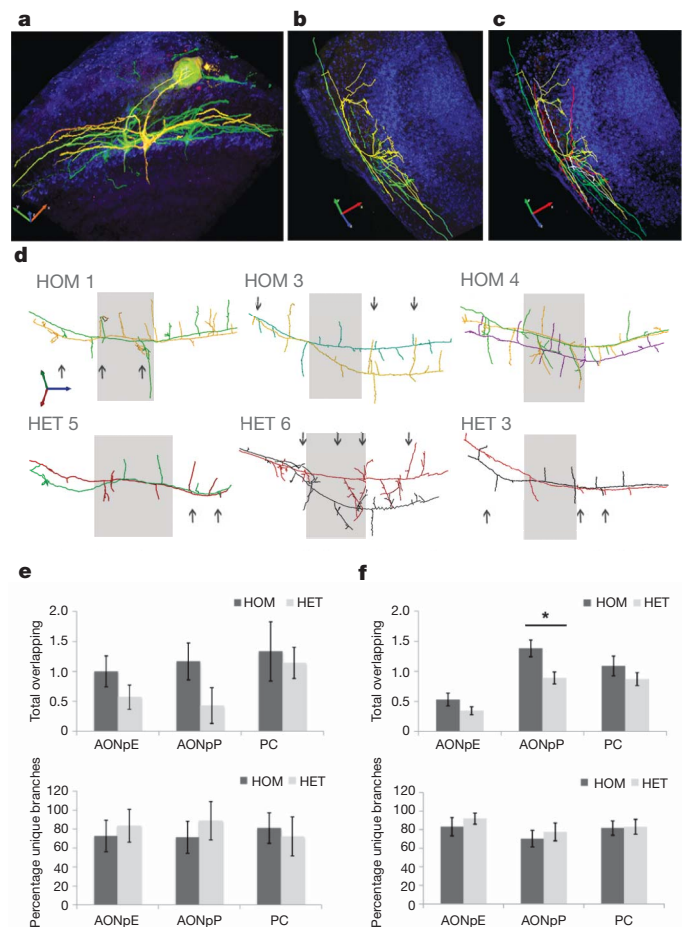 a
b
c
d
HOM 1
HOM 3
HOM 4
HET 5
HET 6
HET 3
e
f
HOM HET
Total overlapping
2.0
1.5
1.0
0.5
0
AONpE AONpP PC
HOM HET
*
Total overlapping
2.0
1.5
1.0
0.5
0
AONpE AONpP PC
HOM HET
Percentage unique branches
120
100
80
60
40
20
0
AONpE AONpP PC
HOM HET
Percentage unique branches
120
100
80
60
40
20
0
AONpE AONpP PC